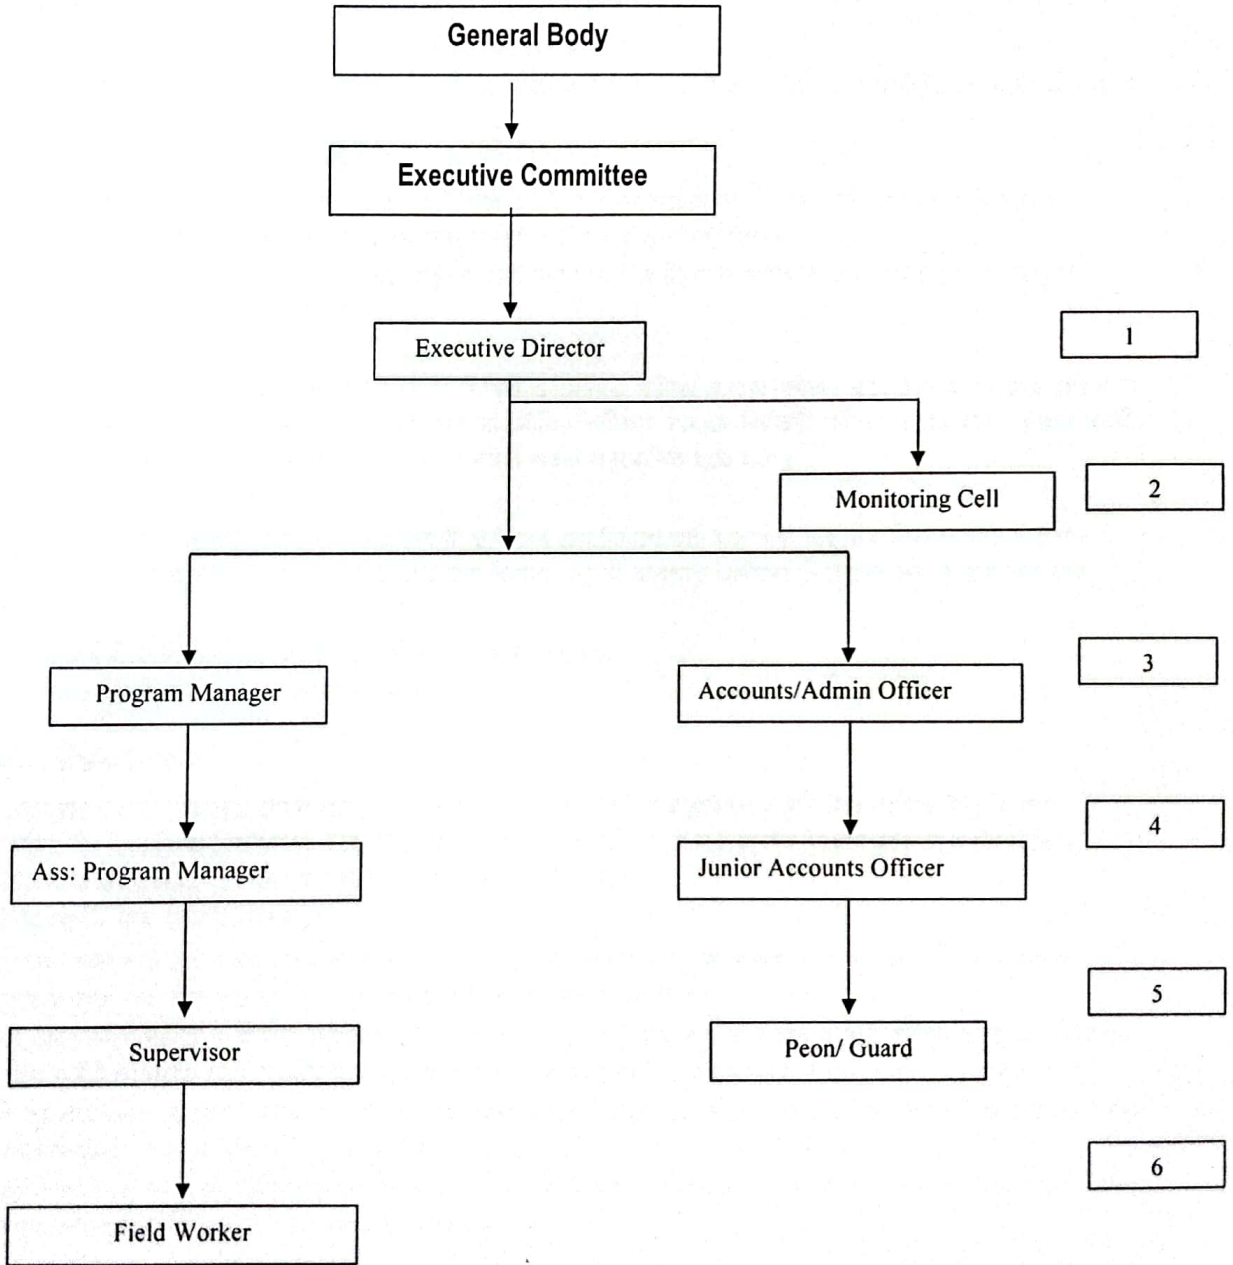 General Body
Executive Committee
Executive Director
1
Monitoring Cell
2
Program Manager
Accounts/Admin Officer
3
Ass: Program Manager
Junior Accounts Officer
4
Supervisor
Peon/ Guard
5
Field Worker
6